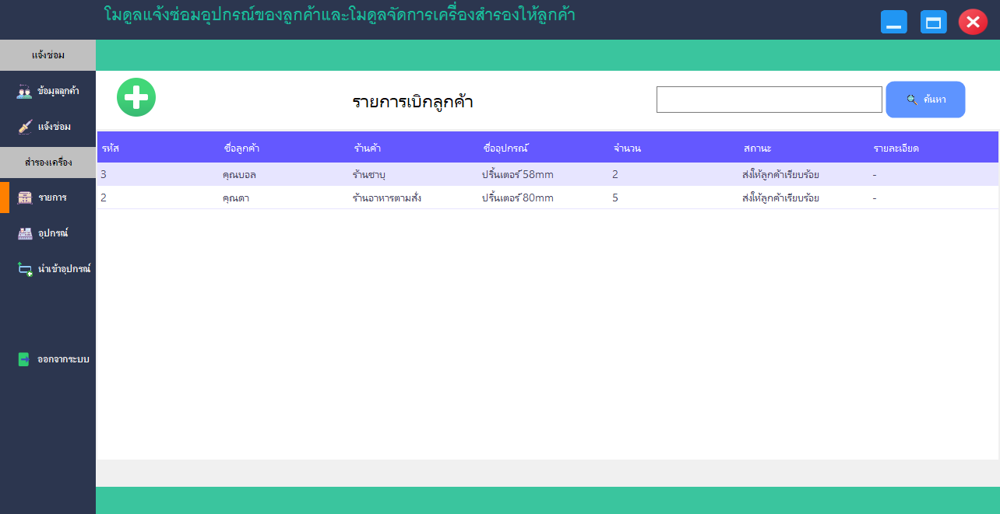 โมดูลแจ้งซ่อมอุปกรณ์ของลูกค้าและโมดูลจัดการเครื่องสำรองให้ลูกค้า
แจ้งซ่อม
ข้อมูลลูกค้า
แจ้งซ่อม
สำรองเครื่อง
รายการ
อุปกรณ์
นำเข้าอุปกรณ์
ออกจากระบบ
รายการเบิกลูกค้า
ค้นหา
รหัส ชื่อลูกค้า ร้านค้า ชื่ออุปกรณ์ จำนวน สถานะ รายละเอียด
3 คุณบอล ร้านชาบู ปริ้นเตอร์ 58mm 2 ส่งให้ลูกค้าเรียบร้อย -
2 คุณตา ร้านอาหารตามสั่ง ปริ้นเตอร์ 80mm 5 ส่งให้ลูกค้าเรียบร้อย -